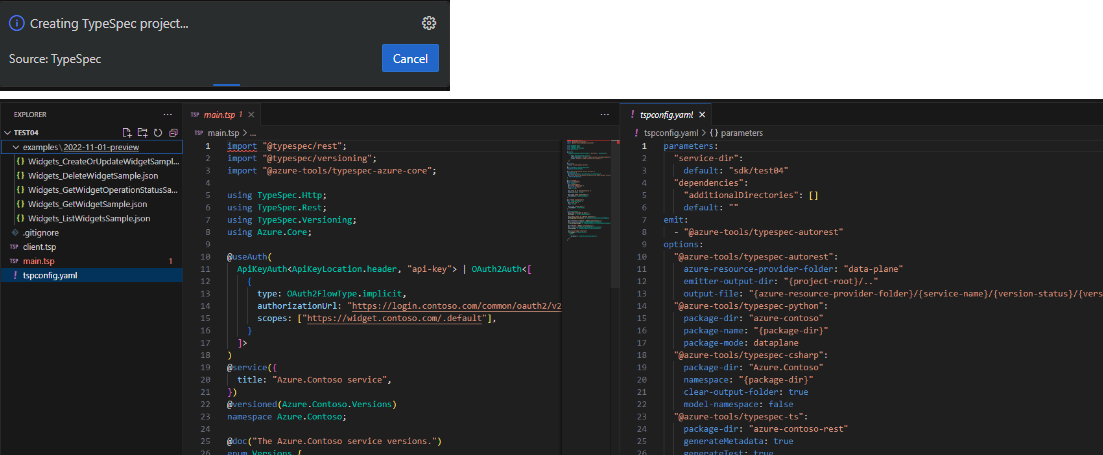 Creating TypeSpec project...
Source: TypeSpec
Cancel
EXPLORER
TEST04
examples\2022-11-01-preview
Widgets_CreateOrUpdateWidgetSample...
Widgets_DeleteWidgetSample.json
Widgets_GetWidgetOperationStatusSa...
Widgets_GetWidgetSample.json
Widgets_ListWidgetsSample.json
.gitignore
client.tsp
main.tsp 1
tspconfig.yaml
main.tsp 1
main.tsp > ...
1 import "@typespec/rest";
2 import "@typespec/versioning";
3 import "@azure-tools/typespec-azure-core";
4
5 using TypeSpec.Http;
6 using TypeSpec.Rest;
7 using TypeSpec.Versioning;
8 using Azure.Core;
9
10 @useAuth(
11 ApiKeyAuth<ApiKeyLocation.header, "api-key"> | OAuth2Auth<[
12 {
13 type: OAuth2FlowType.implicit,
14 authorizationUrl: "https://login.contoso.com/common/oauth2/v2
15 scopes: ["https://widget.contoso.com/.default"],
16 }
17 ]>
18 )
19 @service({
20 title: "Azure.Contoso service",
21 })
22 @versioned(Azure.Contoso.Versions)
23 namespace Azure.Contoso;
24
25 @doc("The Azure.Contoso service versions.")
26 enum Versions {
tspconfig.yaml
tspconfig.yaml > {} parameters
1 parameters:
2 "service-dir":
3 default: "sdk/test04"
4 "dependencies":
5 "additionalDirectories": []
6 default: ""
7 emit:
8 - "@azure-tools/typespec-autorest"
9 options:
10 "@azure-tools/typespec-autorest":
11 azure-resource-provider-folder: "data-plane"
12 emitter-output-dir: "{project-root}/.."
13 output-file: "{azure-resource-provider-folder}/{service-name}/{version-status}/{vers
14 "@azure-tools/typespec-python":
15 package-dir: "azure-contoso"
16 package-name: "{package-dir}"
17 package-mode: dataplane
18 "@azure-tools/typespec-csharp":
19 package-dir: "Azure.Contoso"
20 namespace: "{package-dir}"
21 clear-output-folder: true
22 model-namespace: false
23 "@azure-tools/typespec-ts":
24 package-dir: "azure-contoso-rest"
25 generateMetadata: true
26 generateTest: true